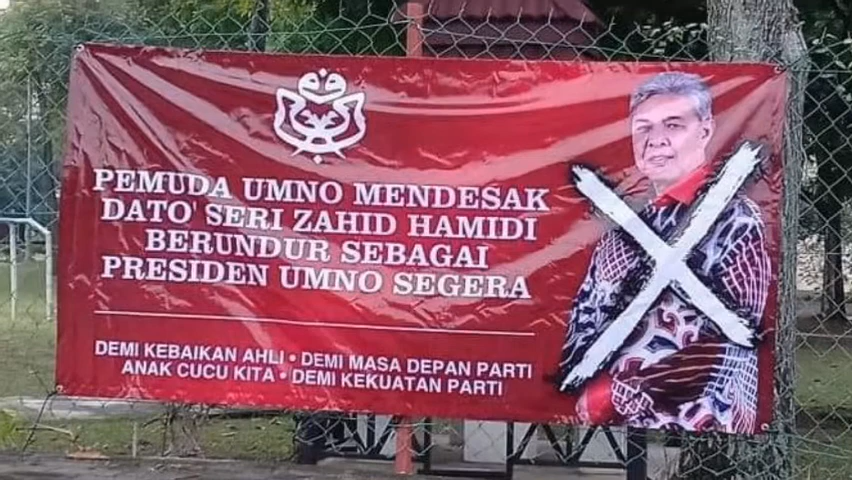 PEMUDA UMNO MENDESAK
DATO' SERI ZAHID HAMIDI
BERUNDUR SEBAGAI
PRESIDEN UMNO SEGERA
DEMI KEBAIKAN AHLI • DEMI MASA DEPAN PARTI
ANAK CUCU KITA • DEMI KEKUATAN PARTI